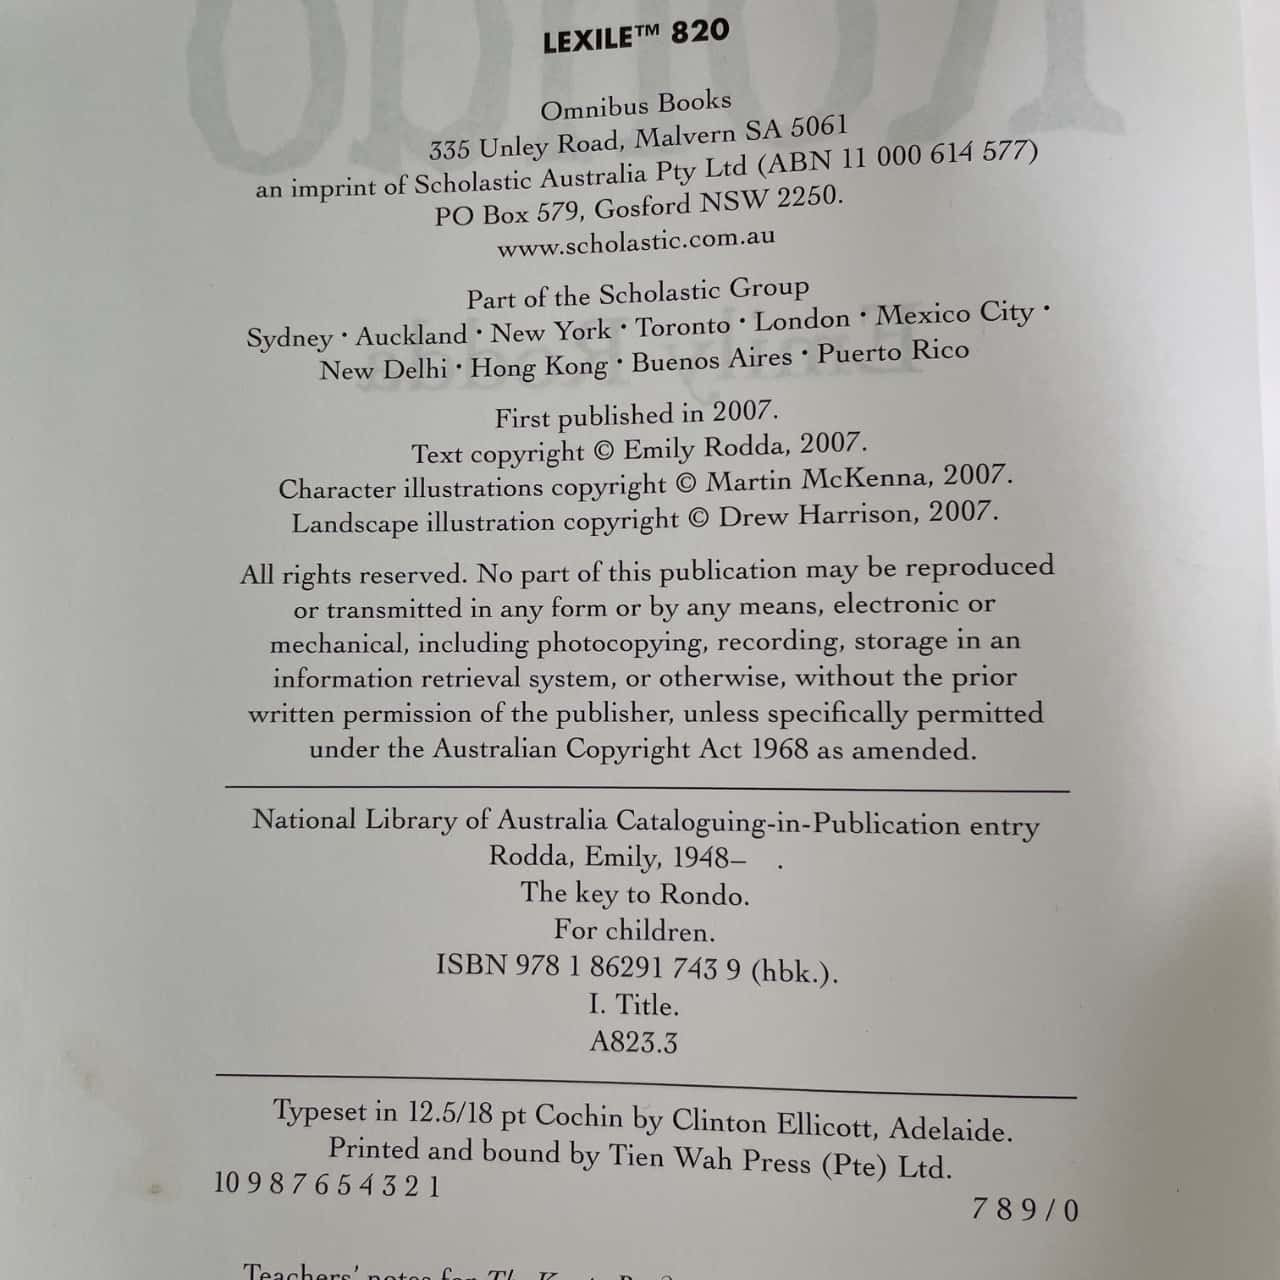 LEXILE™ 820
Omnibus Books
335 Unley Road, Malvern SA 5061
an imprint of Scholastic Australia Pty Ltd (ABN 11 000 614 577)
PO Box 579, Gosford NSW 2250.
www.scholastic.com.au
Part of the Scholastic Group
Sydney · Auckland · New York · Toronto · London · Mexico City ·
New Delhi · Hong Kong · Buenos Aires · Puerto Rico
First published in 2007.
Text copyright © Emily Rodda, 2007.
Character illustrations copyright © Martin McKenna, 2007.
Landscape illustration copyright © Drew Harrison, 2007.
All rights reserved. No part of this publication may be reproduced
or transmitted in any form or by any means, electronic or
mechanical, including photocopying, recording, storage in an
information retrieval system, or otherwise, without the prior
written permission of the publisher, unless specifically permitted
under the Australian Copyright Act 1968 as amended.
National Library of Australia Cataloguing-in-Publication entry
Rodda, Emily, 1948– .
The key to Rondo.
For children.
ISBN 978 1 86291 743 9 (hbk.).
I. Title.
A823.3
Typeset in 12.5/18 pt Cochin by Clinton Ellicott, Adelaide.
Printed and bound by Tien Wah Press (Pte) Ltd.
10 9 8 7 6 5 4 3 2 1
7 8 9 / 0
Teachers' notes for